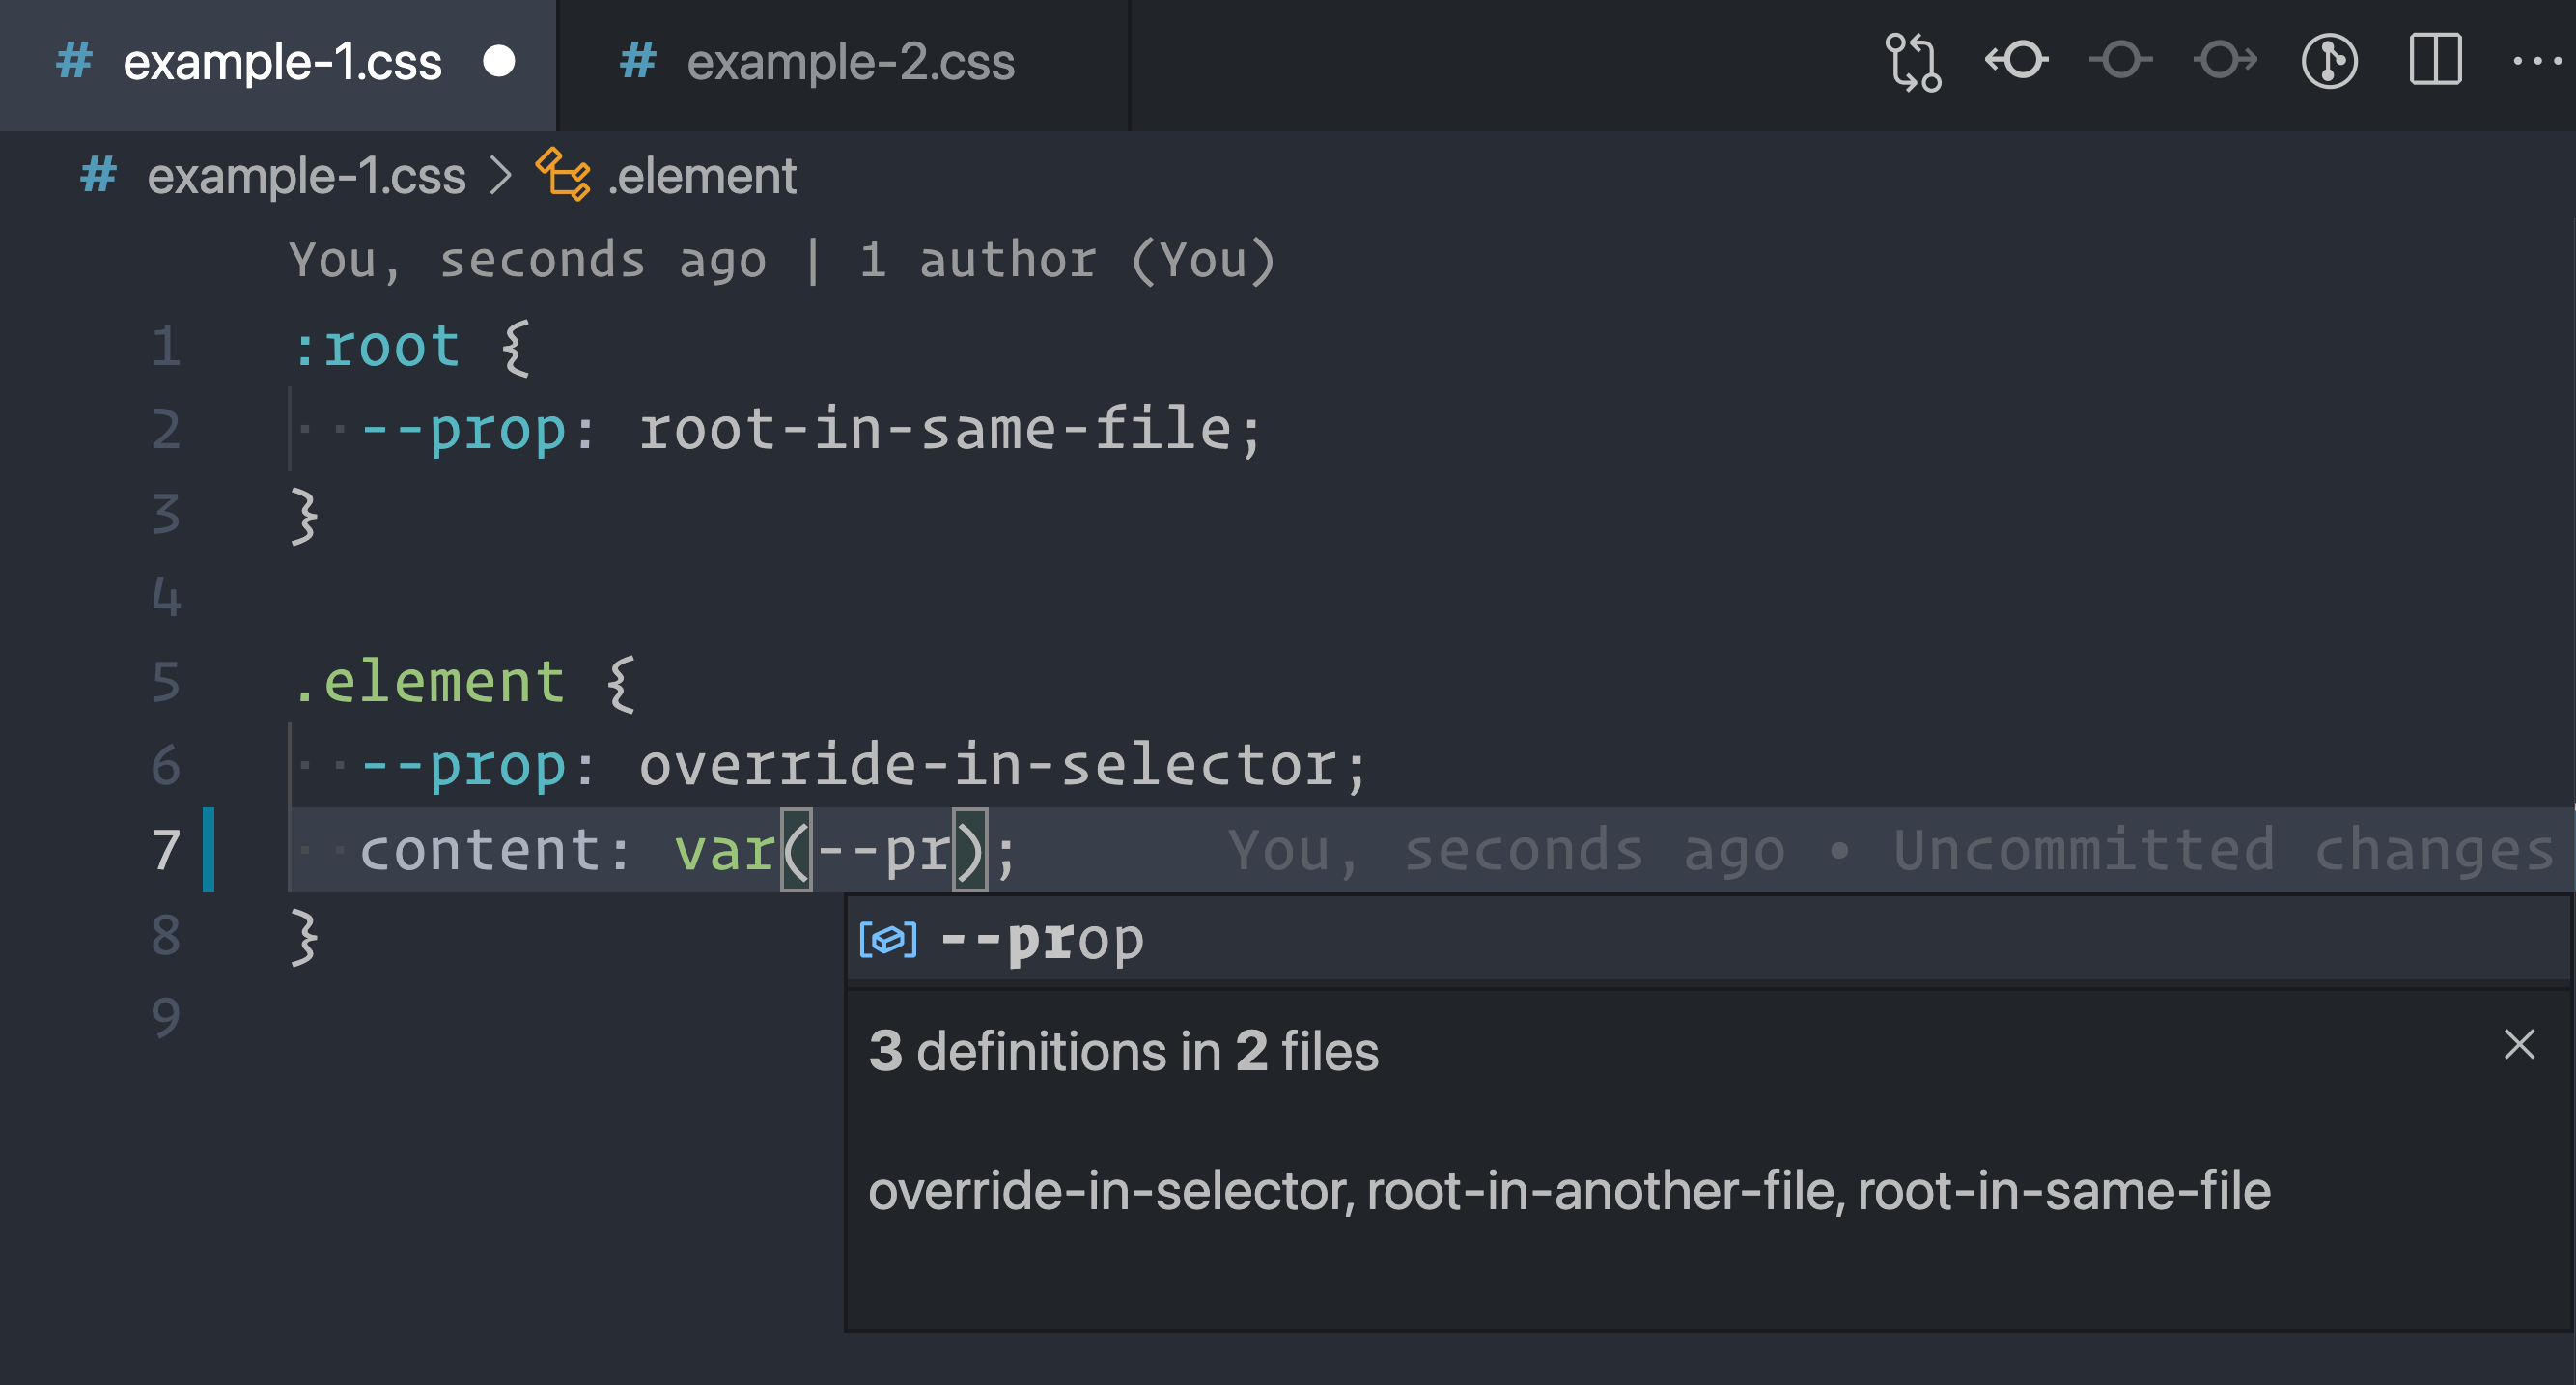 # example-1.css # example-2.css
# example-1.css > .element
You, seconds ago | 1 author (You)
1 :root {
2 ··--prop: root-in-same-file;
3 }
4
5 .element {
6 ··--prop: override-in-selector;
7 ··content: var(--pr); You, seconds ago • Uncommitted changes
8 }
--prop
9
3 definitions in 2 files
override-in-selector, root-in-another-file, root-in-same-file